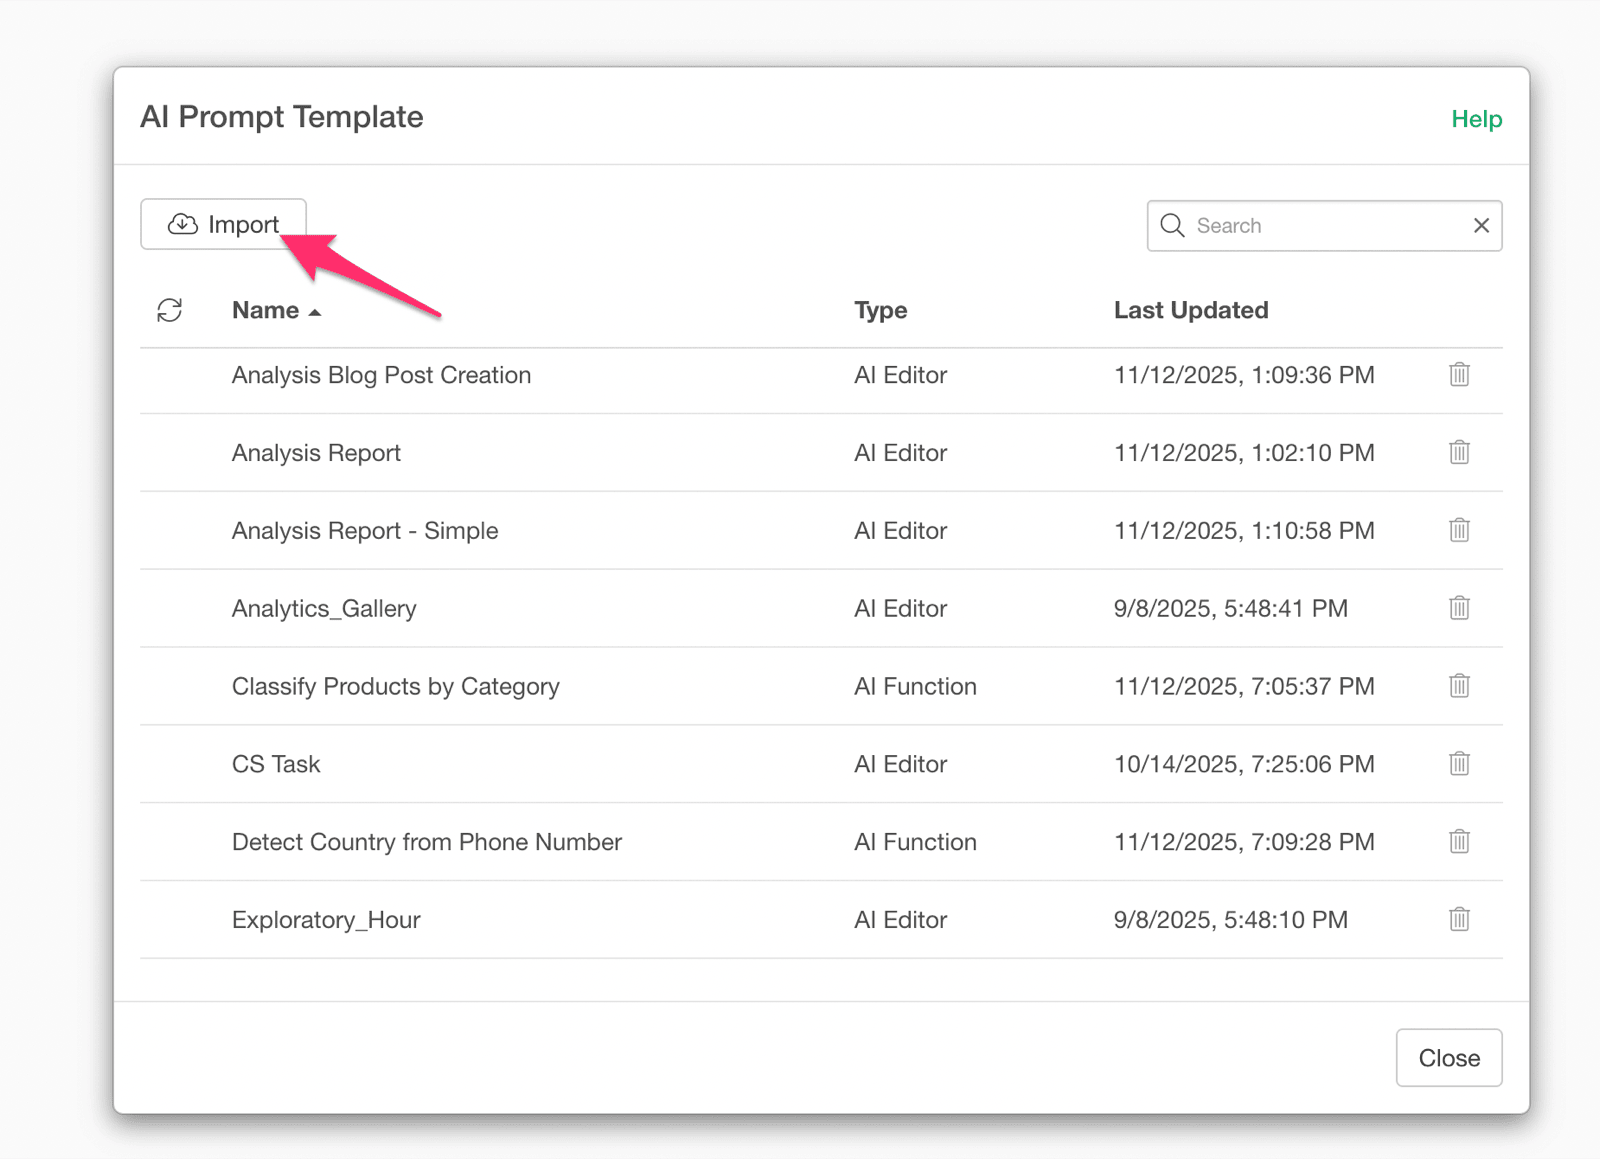 AI Prompt Template
Help
Import
Search
Name Type Last Updated
Analysis Blog Post Creation AI Editor 11/12/2025, 1:09:36 PM
Analysis Report AI Editor 11/12/2025, 1:02:10 PM
Analysis Report - Simple AI Editor 11/12/2025, 1:10:58 PM
Analytics_Gallery AI Editor 9/8/2025, 5:48:41 PM
Classify Products by Category AI Function 11/12/2025, 7:05:37 PM
CS Task AI Editor 10/14/2025, 7:25:06 PM
Detect Country from Phone Number AI Function 11/12/2025, 7:09:28 PM
Exploratory_Hour AI Editor 9/8/2025, 5:48:10 PM
Close